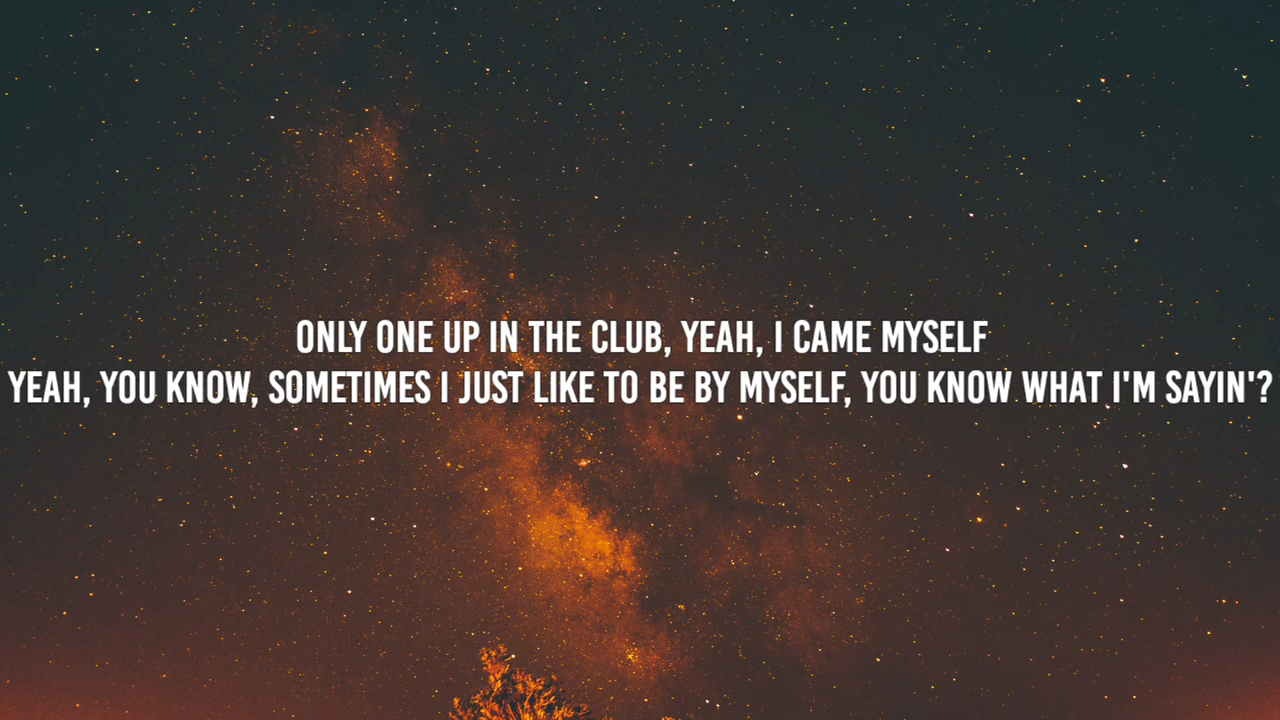 ONLY ONE UP IN THE CLUB, YEAH, I CAME MYSELF
YEAH, YOU KNOW, SOMETIMES I JUST LIKE TO BE BY MYSELF, YOU KNOW WHAT I'M SAYIN'?